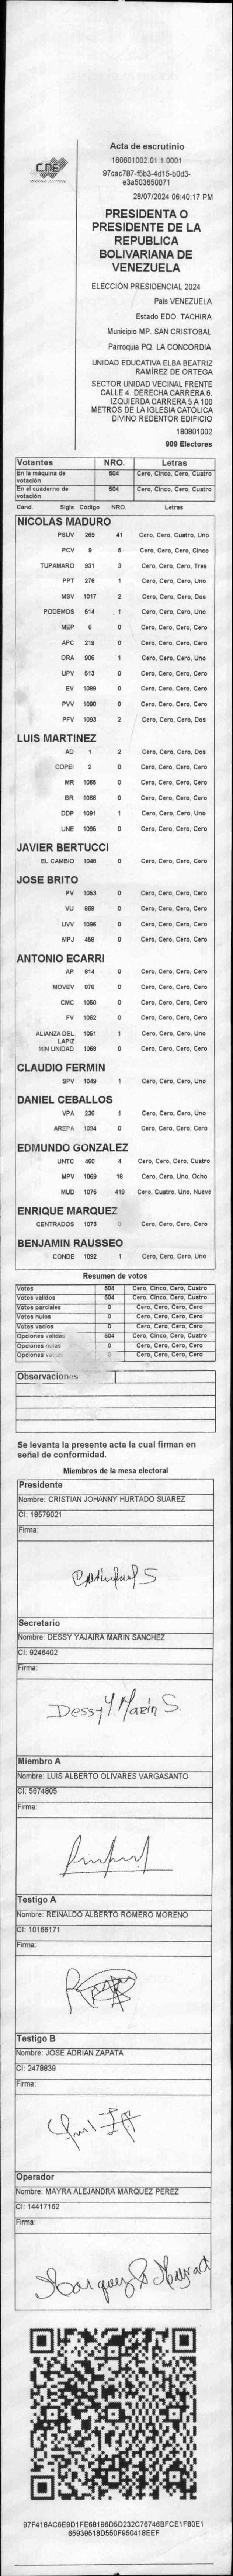 CNE
Acta de escrutinio
180801002.01.1.0001
97cac787-f5b3-4d15-b0d3-
e3a503650071
28/07/2024 06:40:17 PM
PRESIDENTA O
PRESIDENTE DE LA
REPUBLICA
BOLIVARIANA DE
VENEZUELA
ELECCIÓN PRESIDENCIAL 2024
País VENEZUELA
Estado EDO. TACHIRA
Municipio MP. SAN CRISTOBAL
Parroquia PQ. LA CONCORDIA
UNIDAD EDUCATIVA ELBA BEATRIZ
RAMÍREZ DE ORTEGA
SECTOR UNIDAD VECINAL FRENTE
CALLE 4. DERECHA CARRERA 6.
IZQUIERDA CARRERA 5 A 100
METROS DE LA IGLESIA CATÓLICA
DIVINO REDENTOR EDIFICIO
180801002
909 Electores
Votantes NRO. Letras
En la máquina de votación 504 Cero, Cinco, Cero, Cuatro
En el cuaderno de votación 504 Cero, Cinco, Cero, Cuatro
Cand. Sigla Código NRO. Letras
NICOLAS MADURO
PSUV 269 41 Cero, Cero, Cuatro, Uno
PCV 9 5 Cero, Cero, Cero, Cinco
TUPAMARO 931 3 Cero, Cero, Cero, Tres
PPT 276 1 Cero, Cero, Cero, Uno
MSV 1017 2 Cero, Cero, Cero, Dos
PODEMOS 514 1 Cero, Cero, Cero, Uno
MEP 6 0 Cero, Cero, Cero, Cero
APC 219 0 Cero, Cero, Cero, Cero
ORA 906 1 Cero, Cero, Cero, Uno
UPV 513 0 Cero, Cero, Cero, Cero
EV 1089 0 Cero, Cero, Cero, Cero
PVV 1090 0 Cero, Cero, Cero, Cero
PFV 1093 2 Cero, Cero, Cero, Dos
LUIS MARTINEZ
AD 1 2 Cero, Cero, Cero, Dos
COPEI 2 0 Cero, Cero, Cero, Cero
MR 1065 0 Cero, Cero, Cero, Cero
BR 1066 0 Cero, Cero, Cero, Cero
DDP 1091 1 Cero, Cero, Cero, Uno
UNE 1095 0 Cero, Cero, Cero, Cero
JAVIER BERTUCCI
EL CAMBIO 1048 0 Cero, Cero, Cero, Cero
JOSE BRITO
PV 1053 0 Cero, Cero, Cero, Cero
VU 869 0 Cero, Cero, Cero, Cero
UVV 1096 0 Cero, Cero, Cero, Cero
MPJ 458 0 Cero, Cero, Cero, Cero
ANTONIO ECARRI
AP 814 0 Cero, Cero, Cero, Cero
MOVEV 978 0 Cero, Cero, Cero, Cero
CMC 1050 0 Cero, Cero, Cero, Cero
FV 1062 0 Cero, Cero, Cero, Cero
ALIANZA DEL LAPIZ 1051 1 Cero, Cero, Cero, Uno
MIN UNIDAD 1069 0 Cero, Cero, Cero, Cero
CLAUDIO FERMIN
SPV 1049 1 Cero, Cero, Cero, Uno
DANIEL CEBALLOS
VPA 236 1 Cero, Cero, Cero, Uno
AREPA 1094 0 Cero, Cero, Cero, Cero
EDMUNDO GONZALEZ
UNTC 460 4 Cero, Cero, Cero, Cuatro
MPV 1069 18 Cero, Cero, Uno, Ocho
MUD 1075 419 Cero, Cuatro, Uno, Nueve
ENRIQUE MARQUEZ
CENTRADOS 1073 0 Cero, Cero, Cero, Cero
BENJAMIN RAUSSEO
CONDE 1092 1 Cero, Cero, Cero, Uno
Resumen de votos
Votos 504 Cero, Cinco, Cero, Cuatro
Votos validos 504 Cero, Cinco, Cero, Cuatro
Votos parciales 0 Cero, Cero, Cero, Cero
Votos nulos 0 Cero, Cero, Cero, Cero
Votos vacios 0 Cero, Cero, Cero, Cero
Opciones validas 504 Cero, Cinco, Cero, Cuatro
Opciones nulas 0 Cero, Cero, Cero, Cero
Opciones vacias 0 Cero, Cero, Cero, Cero
Observaciones:
Se levanta la presente acta la cual firman en
señal de conformidad.
Miembros de la mesa electoral
Presidente
Nombre: CRISTIAN JOHANNY HURTADO SUAREZ
CI: 18579021
Firma:
Secretario
Nombre: DESSY YAJAIRA MARIN SANCHEZ
CI: 9246402
Firma:
Dessy Y. Marín S.
Miembro A
Nombre: LUIS ALBERTO OLIVARES VARGASANTO
CI: 5674805
Firma:
Testigo A
Nombre: REINALDO ALBERTO ROMERO MORENO
CI: 10166171
Firma:
Testigo B
Nombre: JOSE ADRIAN ZAPATA
CI: 2478839
Firma:
Operador
Nombre: MAYRA ALEJANDRA MARQUEZ PEREZ
CI: 14417162
Firma:
97F418AC6E9D1FE68196D5D232C76746BFCE1F80E1
65939518D550F950418EEF